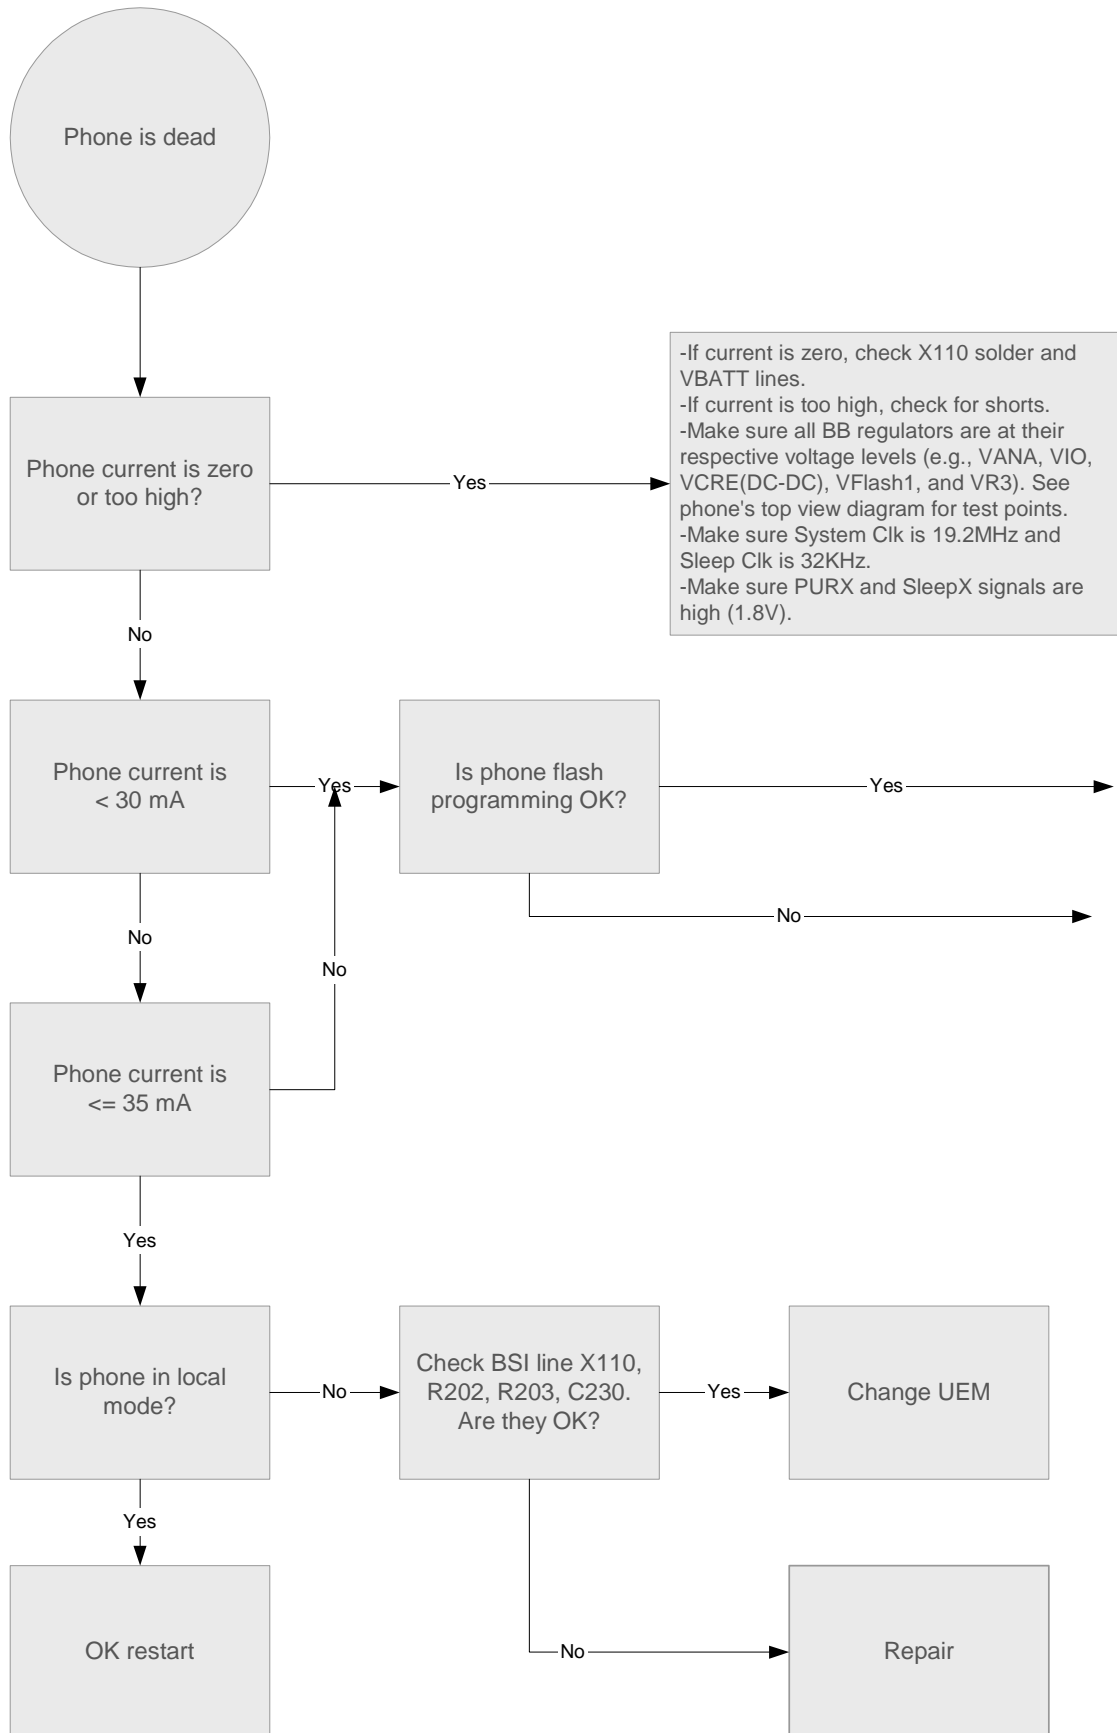 Phone is dead
Phone current is zero
or too high?
Yes
-If current is zero, check X110 solder and
VBATT lines.
-If current is too high, check for shorts.
-Make sure all BB regulators are at their
respective voltage levels (e.g., VANA, VIO,
VCRE(DC-DC), VFlash1, and VR3). See
phone's top view diagram for test points.
-Make sure System Clk is 19.2MHz and
Sleep Clk is 32KHz.
-Make sure PURX and SleepX signals are
high (1.8V).
No
Phone current is
< 30 mA
Yes
Is phone flash
programming OK?
Yes
No
No
No
Phone current is
<= 35 mA
Yes
Is phone in local
mode?
No
Check BSI line X110,
R202, R203, C230.
Are they OK?
Yes
Change UEM
Yes
OK restart
No
Repair